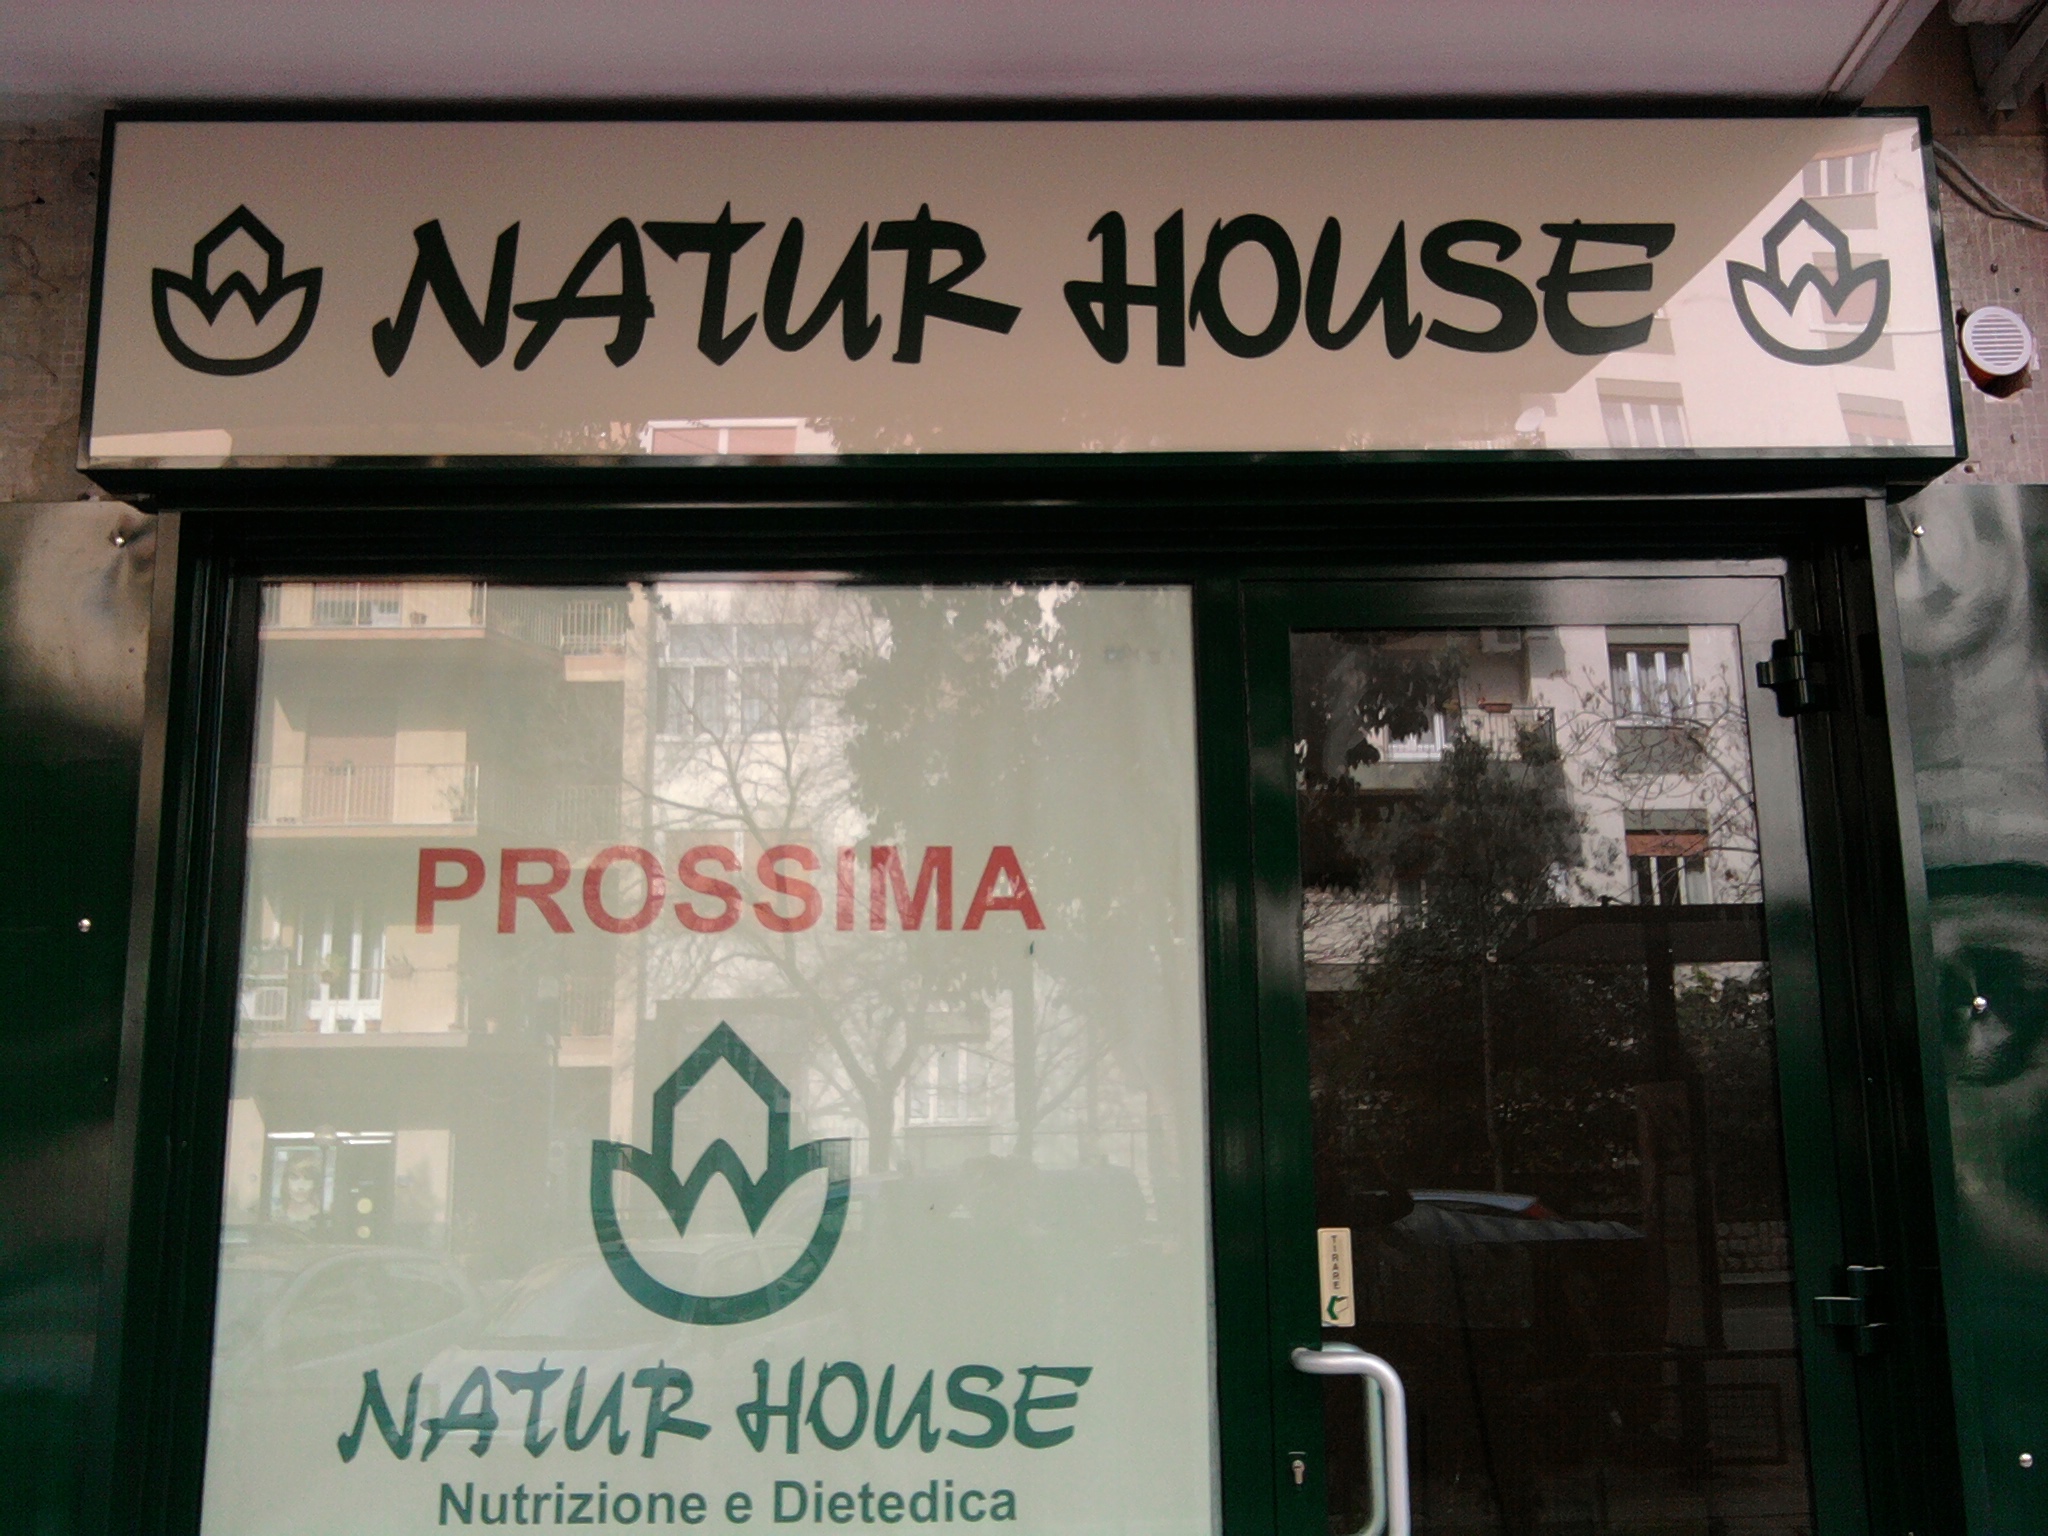 NATUR HOUSE
PROSSIMA
NATUR HOUSE
Nutrizione e Dietedica
TIRARE